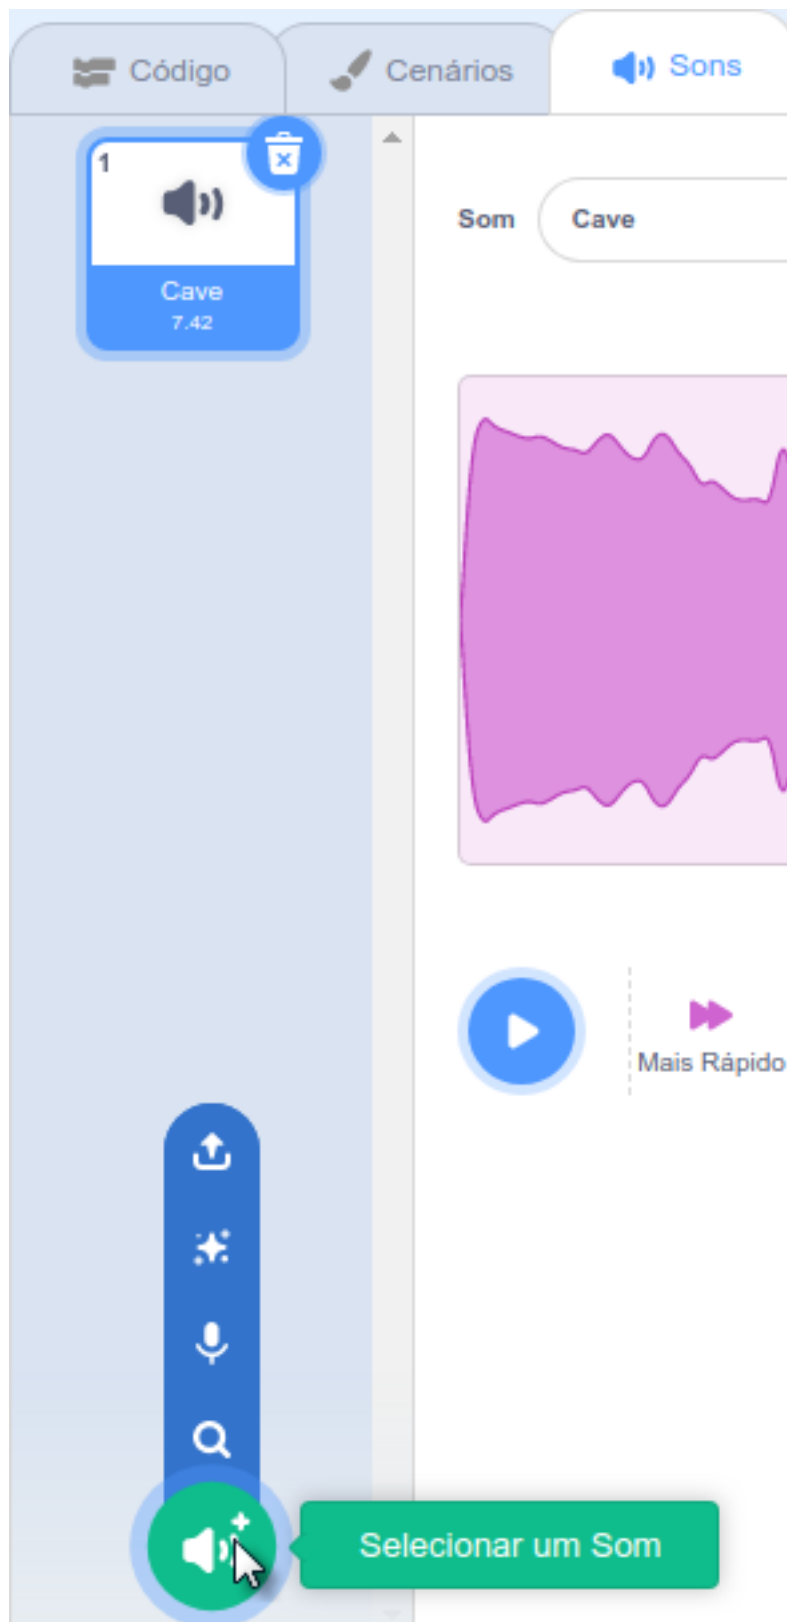 Código
Cenários
Sons
1
Cave
7.42
Som
Cave
Mais Rápido
Selecionar um Som